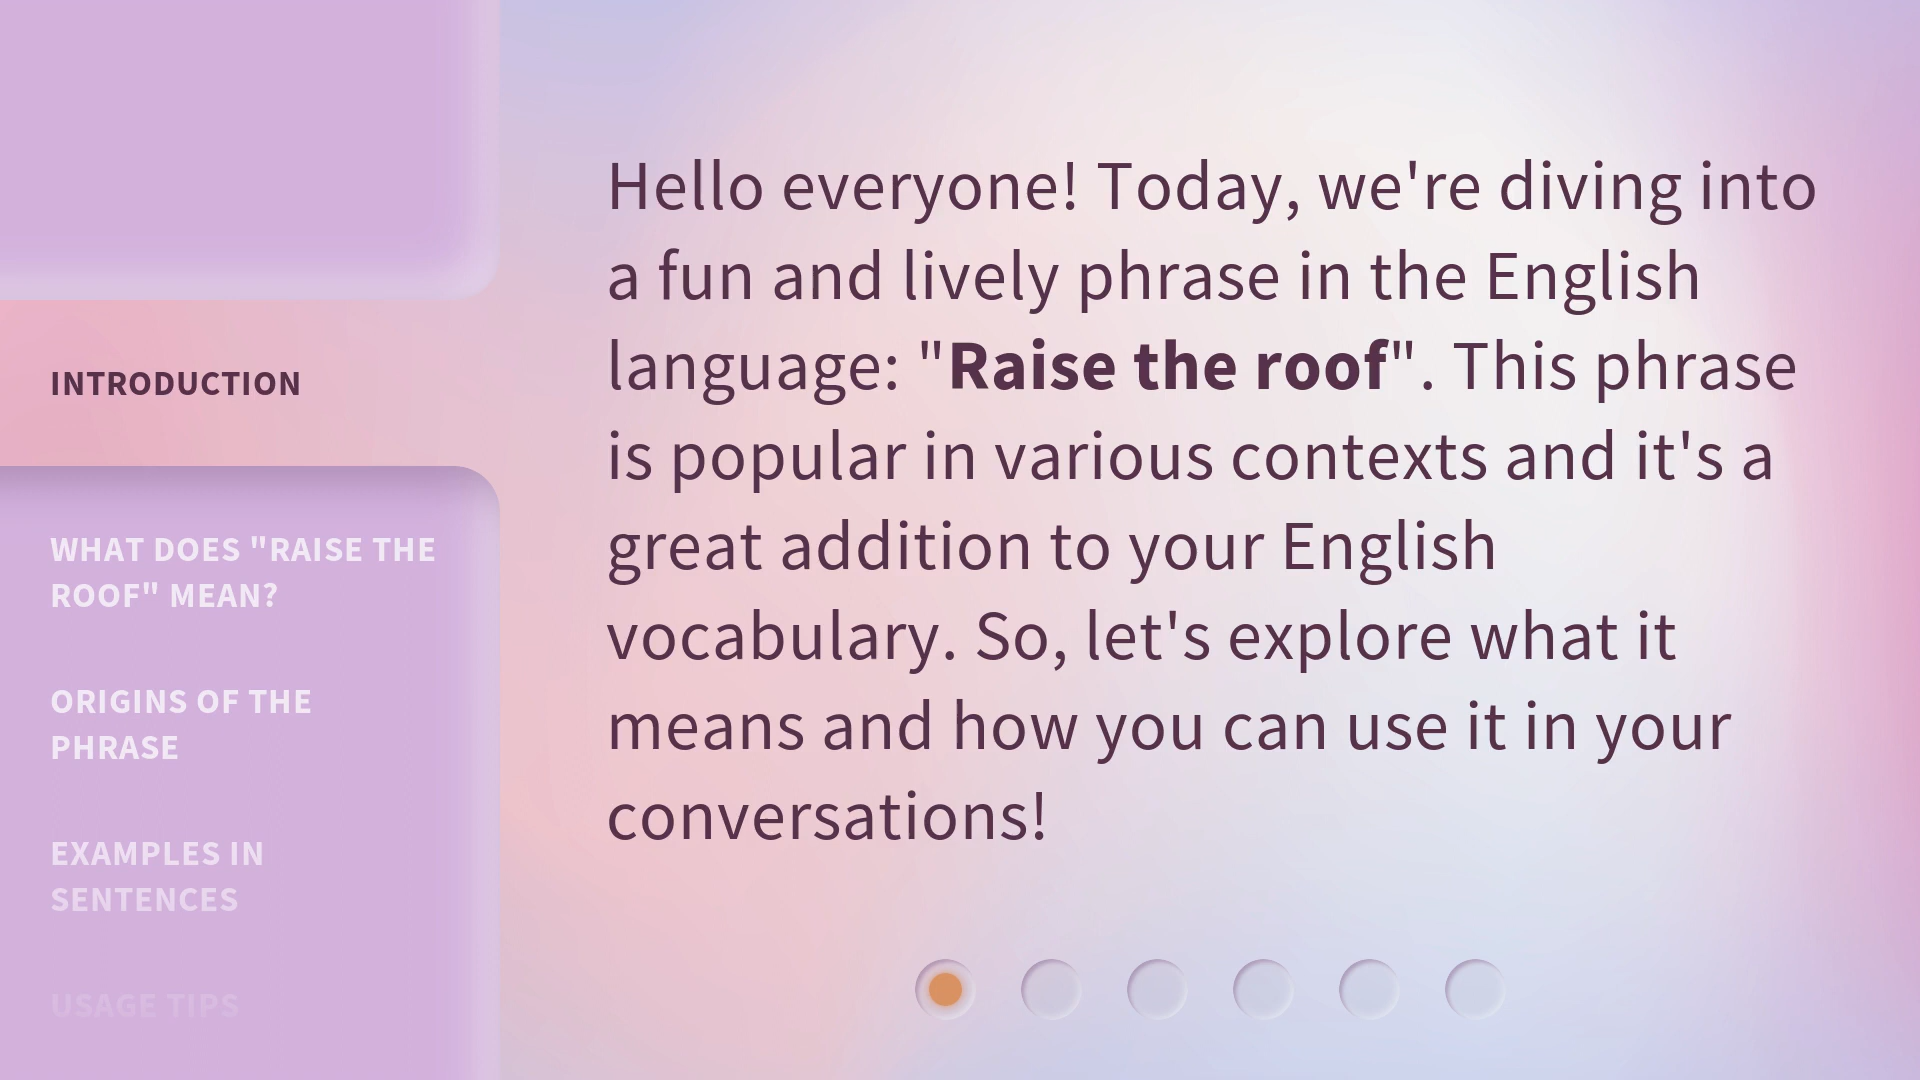 INTRODUCTION
WHAT DOES "RAISE THE
ROOF" MEAN?
ORIGINS OF THE
PHRASE
EXAMPLES IN
SENTENCES
USAGE TIPS
Hello everyone! Today, we're diving into
a fun and lively phrase in the English
language: "Raise the roof". This phrase
is popular in various contexts and it's a
great addition to your English
vocabulary. So, let's explore what it
means and how you can use it in your
conversations!